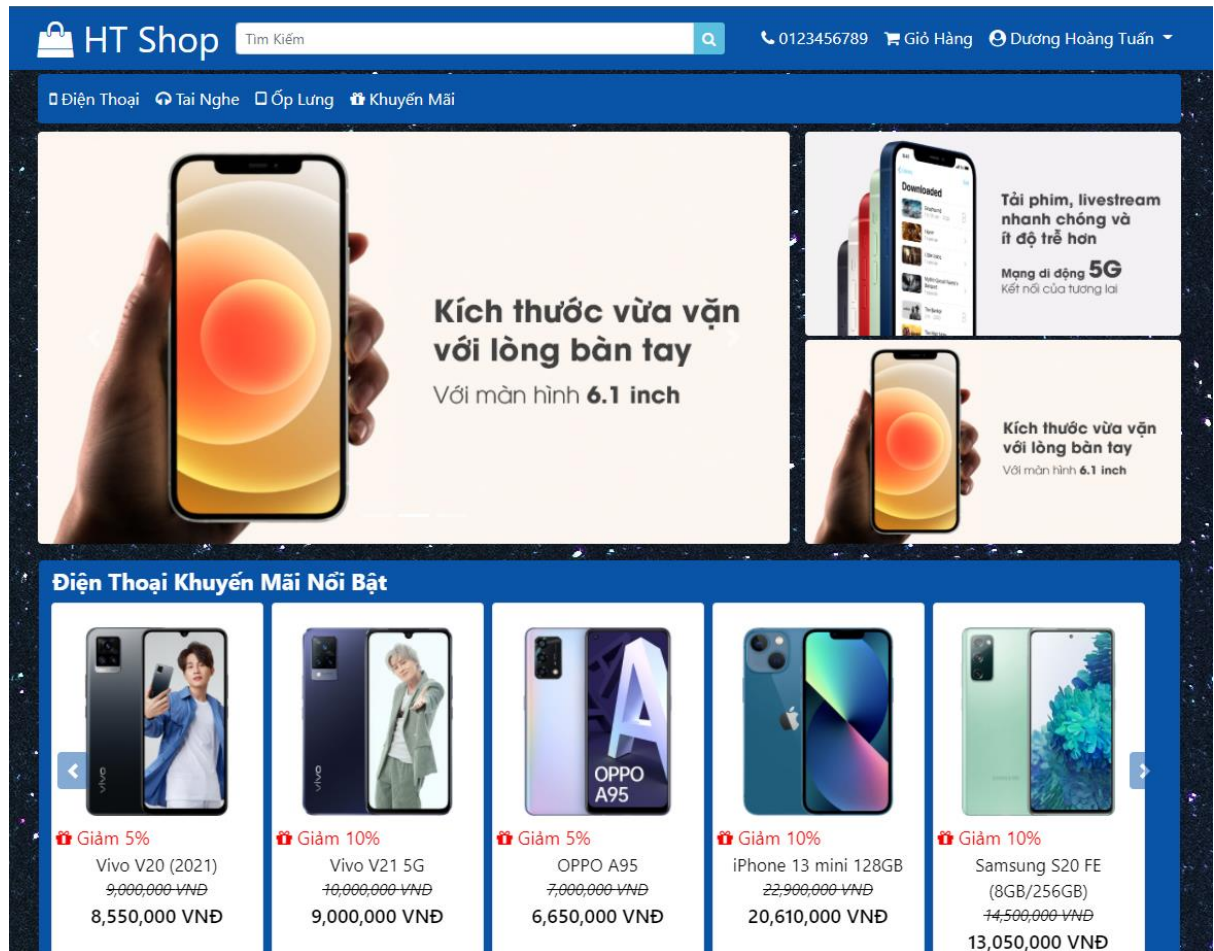 HT Shop
Tìm Kiếm
0123456789
Giỏ Hàng
Dương Hoàng Tuấn
Điện Thoại
Tai Nghe
Ốp Lưng
Khuyến Mãi
Kích thước vừa vặn
với lòng bàn tay
Với màn hình 6.1 inch
Downloaded
Tải phim, livestream
nhanh chóng và
ít độ trễ hơn
Mạng di động 5G
Kết nối của tương lai
Kích thước vừa vặn
với lòng bàn tay
Với màn hình 6.1 inch
Điện Thoại Khuyến Mãi Nổi Bật
vivo
vivo
OPPO
A95
Giảm 5%
Giảm 10%
Giảm 5%
Giảm 10%
Giảm 10%
Vivo V20 (2021)
Vivo V21 5G
OPPO A95
iPhone 13 mini 128GB
Samsung S20 FE
(8GB/256GB)
9,000,000 VNĐ
10,000,000 VNĐ
7,000,000 VNĐ
22,900,000 VNĐ
14,500,000 VNĐ
8,550,000 VNĐ
9,000,000 VNĐ
6,650,000 VNĐ
20,610,000 VNĐ
13,050,000 VNĐ